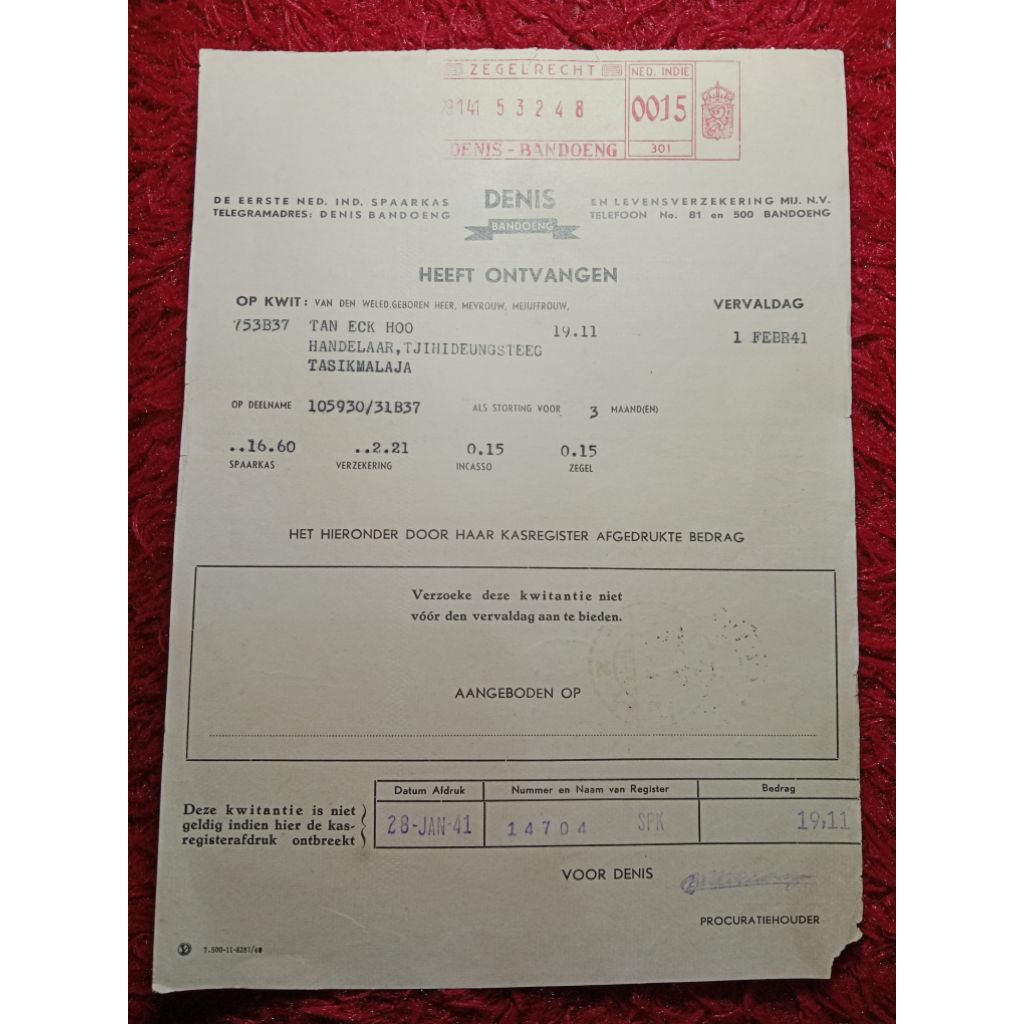 ZEGELRECHT NED. INDIE
53248 0015
DENIS - BANDOENG 301
DE EERSTE NED. IND. SPAARKAS DENIS EN LEVENSVERZEKERING MIJ. N.V.
TELEGRAMADRES: DENIS BANDOENG BANDOENG TELEFOON No. 81 en 500 BANDOENG
HEEFT ONTVANGEN
OP KWIT: VAN DEN WELED.GEBOREN HEER, MEVROUW, MEJUFFROUW, VERVALDAG
753B37 TAN ECK HOO 19.11 1 FEBR41
HANDELAAR, TJIHIDEUNGSTEEG
TASIKMALAJA
OP DEELNAME 105930/31B37 ALS STORTING VOOR 3 MAAND(EN)
..16.60 ..2.21 0.15 0.15
SPAARKAS VERZEKERING INCASSO ZEGEL
HET HIERONDER DOOR HAAR KASREGISTER AFGEDRUKTE BEDRAG
Verzoeke deze kwitantie niet
vóór den vervaldag aan te bieden.
AANGEBODEN OP
Datum Afdruk Nummer en Naam van Register Bedrag
Deze kwitantie is niet
geldig indien hier de kas-
registerafdruk ontbreekt
28-JAN-41 14704 SPK 19,11
VOOR DENIS
PROCURATIEHOUDER